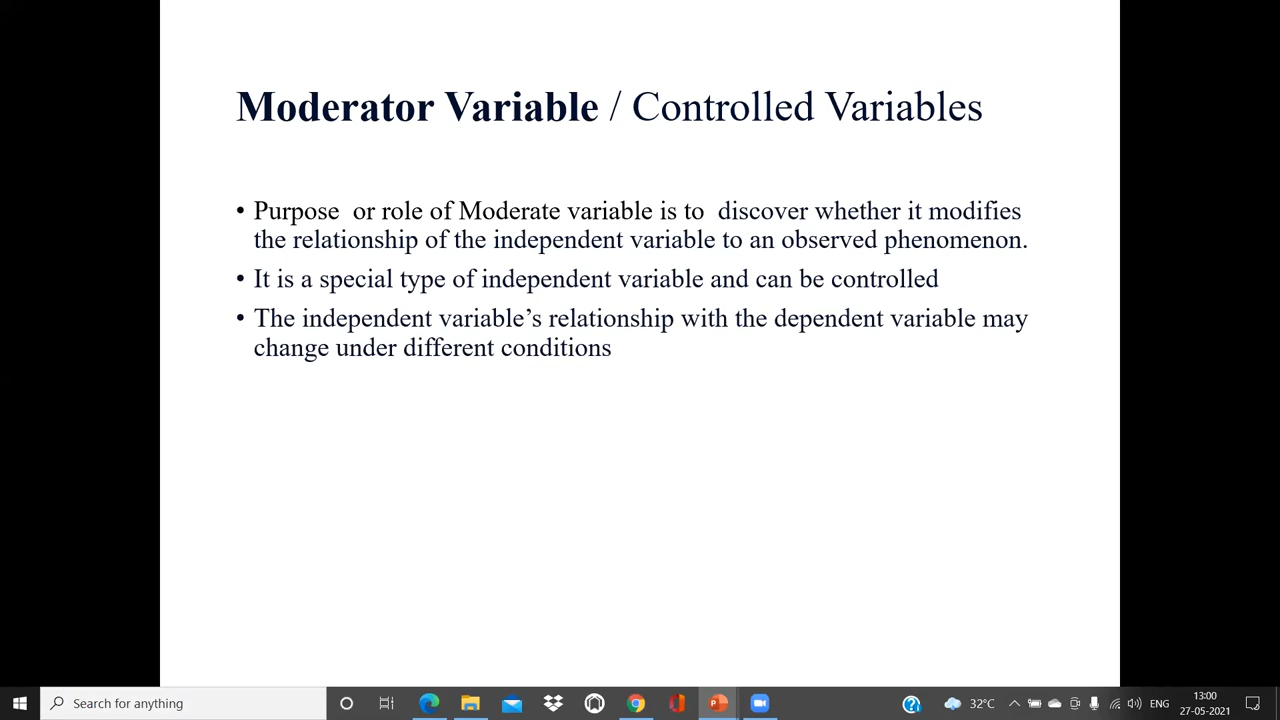 Moderator Variable / Controlled Variables
• Purpose or role of Moderate variable is to discover whether it modifies
the relationship of the independent variable to an observed phenomenon.
• It is a special type of independent variable and can be controlled
• The independent variable’s relationship with the dependent variable may
change under different conditions
Search for anything
32°C
ENG
13:00
27-05-2021